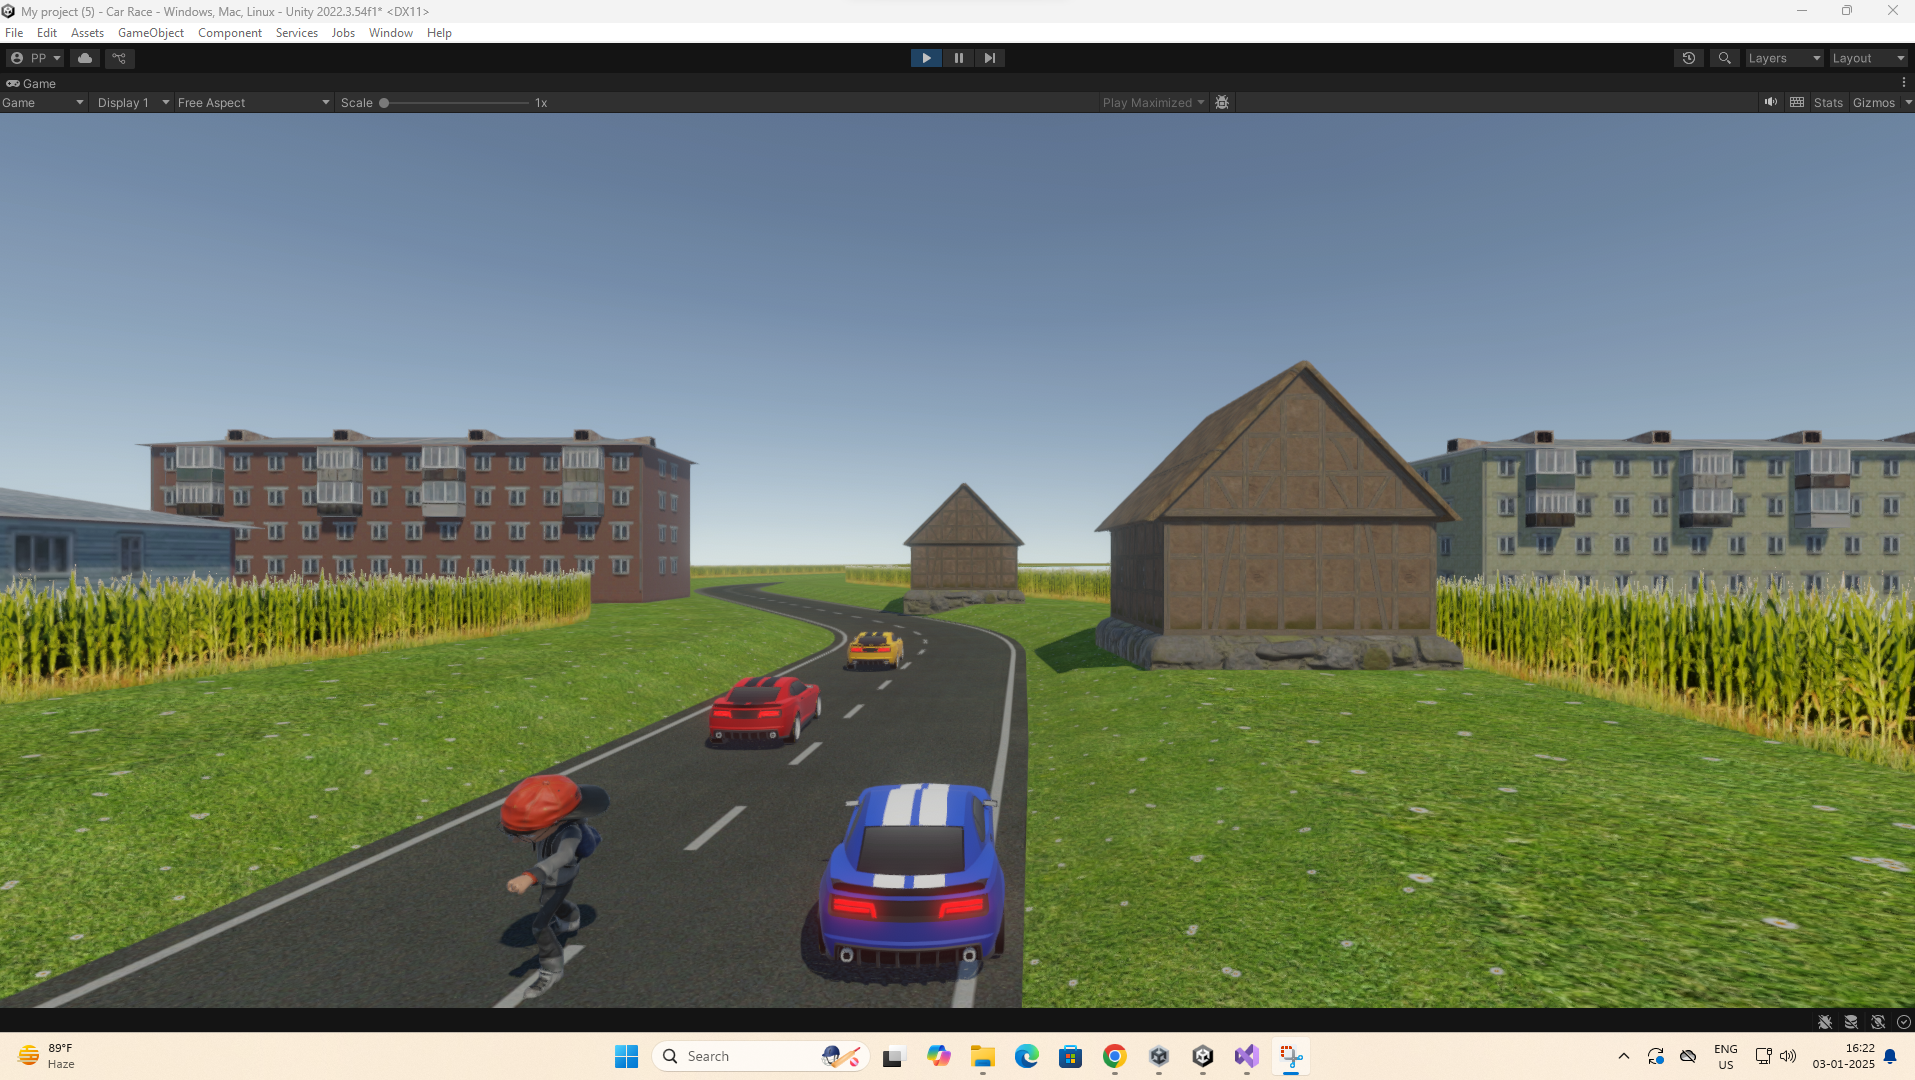 My project (5) - Car Race - Windows, Mac, Linux - Unity 2022.3.54f1* <DX11>
File Edit Assets GameObject Component Services Jobs Window Help
PP Layers Layout
Game
Game Display 1 Free Aspect Scale 1x Play Maximized Stats Gizmos
89°F
Haze
Search
ENG
US
16:22
03-01-2025